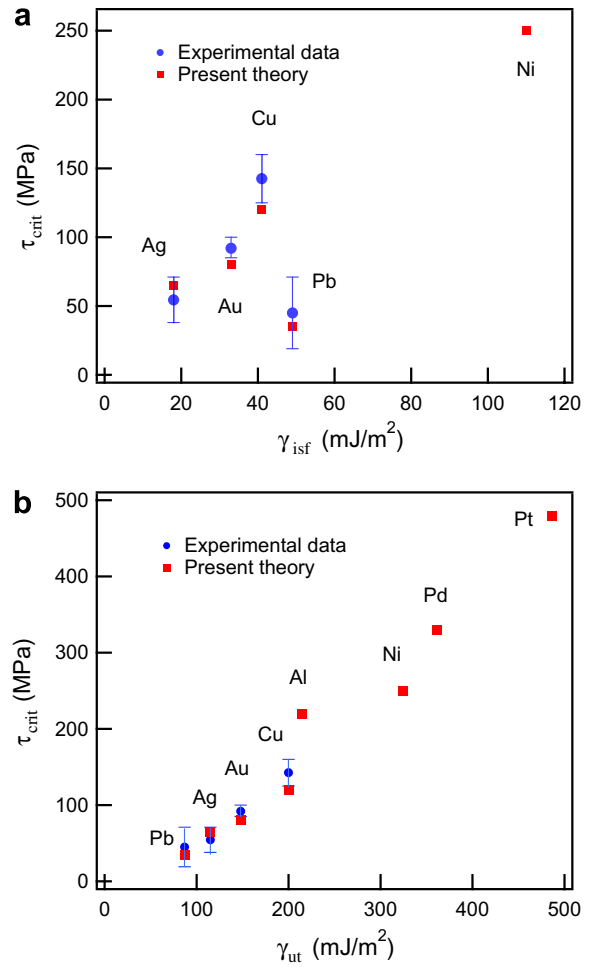 a
250
200
150
100
50
0
τcrit (MPa)
Experimental data
Present theory
Ni
Cu
Ag
Au
Pb
0 20 40 60 80 100 120
γisf (mJ/m²)
b
500
400
300
200
100
0
τcrit (MPa)
Experimental data
Present theory
Pt
Pd
Ni
Al
Cu
Au
Ag
Pb
0 100 200 300 400 500
γut (mJ/m²)